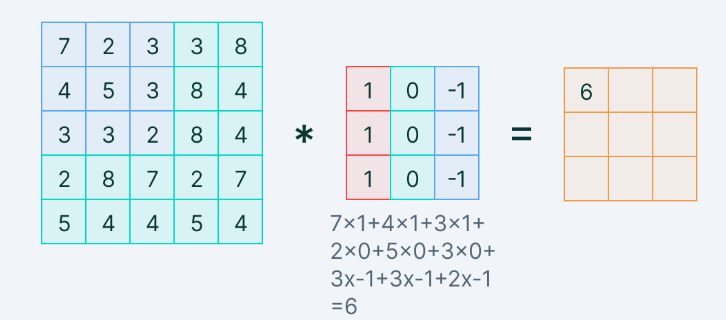 7 2 3 3 8
4 5 3 8 4
3 3 2 8 4
2 8 7 2 7
5 4 4 5 4
*
1 0 -1
1 0 -1
1 0 -1
=
6
7×1+4×1+3×1+
2×0+5×0+3×0+
3x-1+3x-1+2x-1
=6